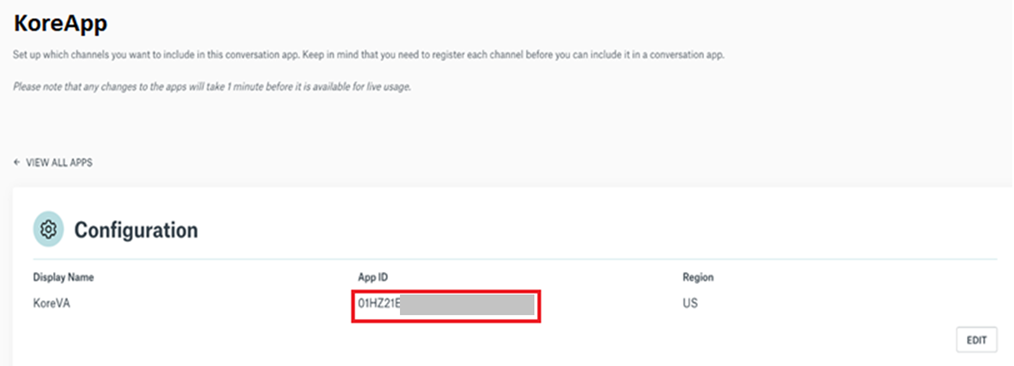 KoreApp
Set up which channels you want to include in this conversation app. Keep in mind that you need to register each channel before you can include it in a conversation app.
Please note that any changes to the apps will take 1 minute before it is available for live usage.
← VIEW ALL APPS
Configuration
Display Name App ID Region
KoreVA 01HZ21E US
EDIT